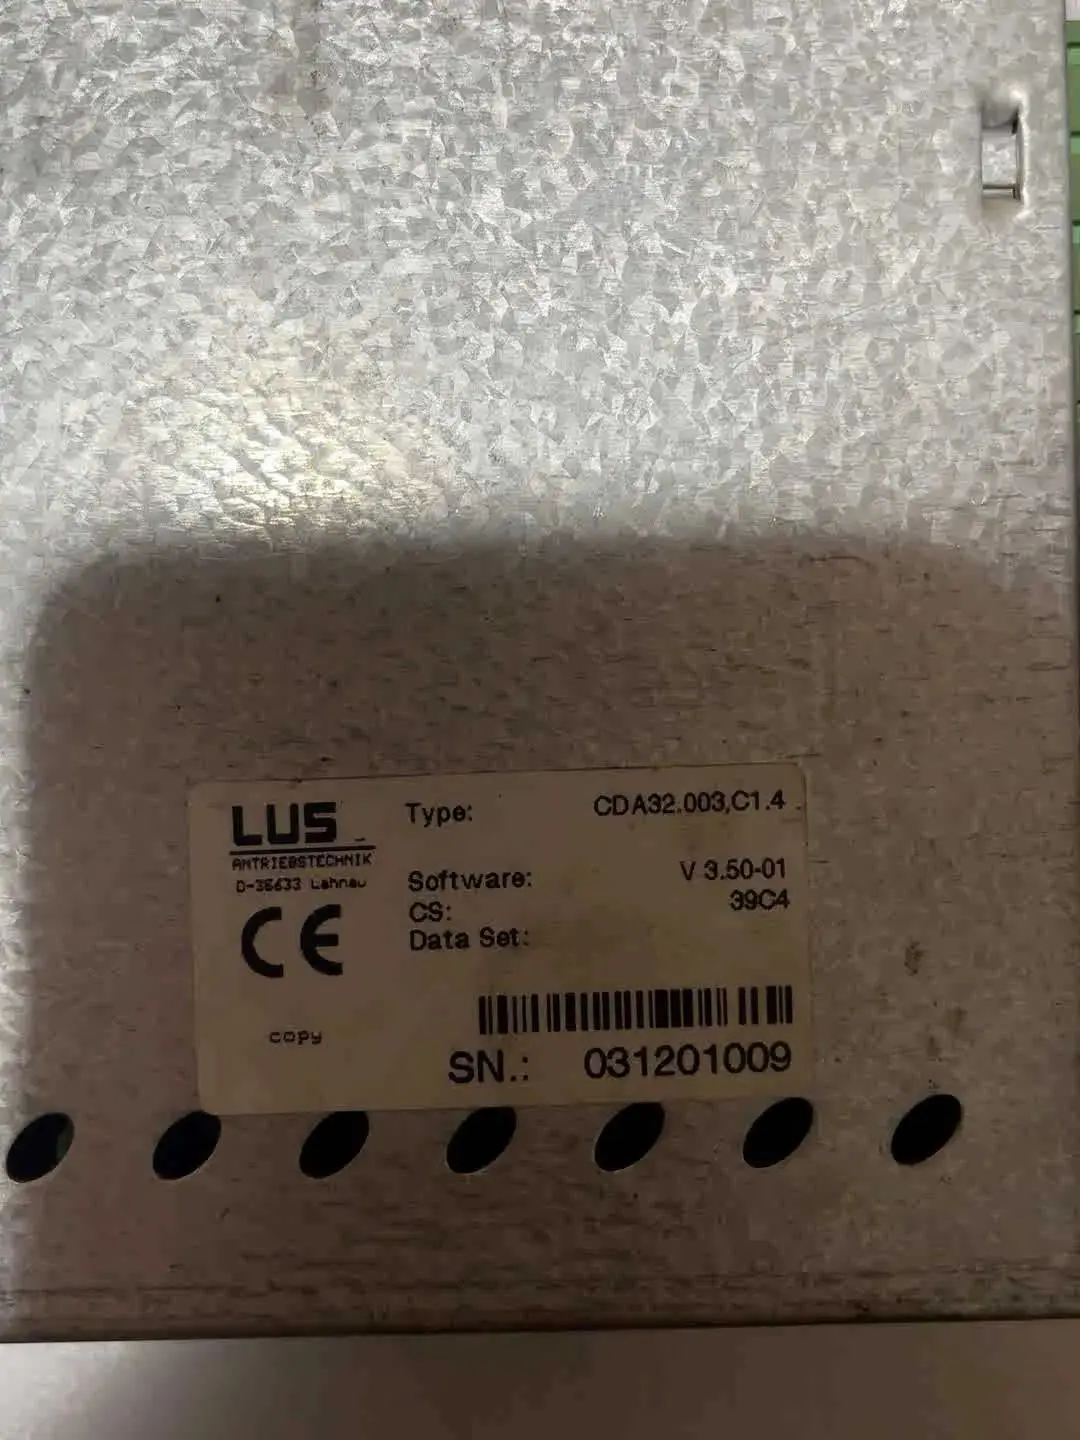 LUS
ANTRIEBSTECHNIK
D-35633 Lahnau
CE
copy
Type: CDA32.003,C1.4
Software: V 3.50-01
CS: 39C4
Data Set:
SN.: 031201009